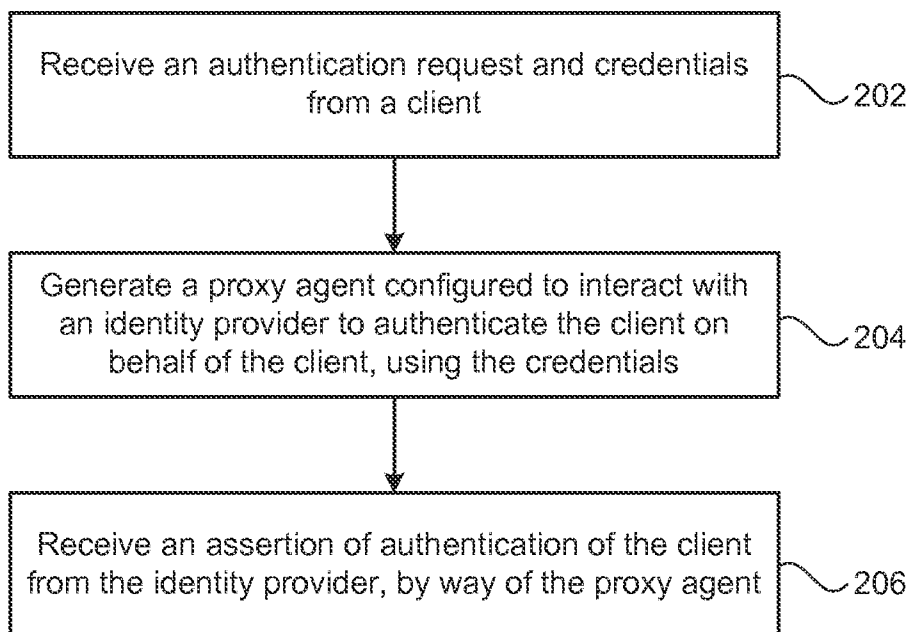 Receive an authentication request and credentials
from a client
202
Generate a proxy agent configured to interact with
an identity provider to authenticate the client on
behalf of the client, using the credentials
204
Receive an assertion of authentication of the client
from the identity provider, by way of the proxy agent
206